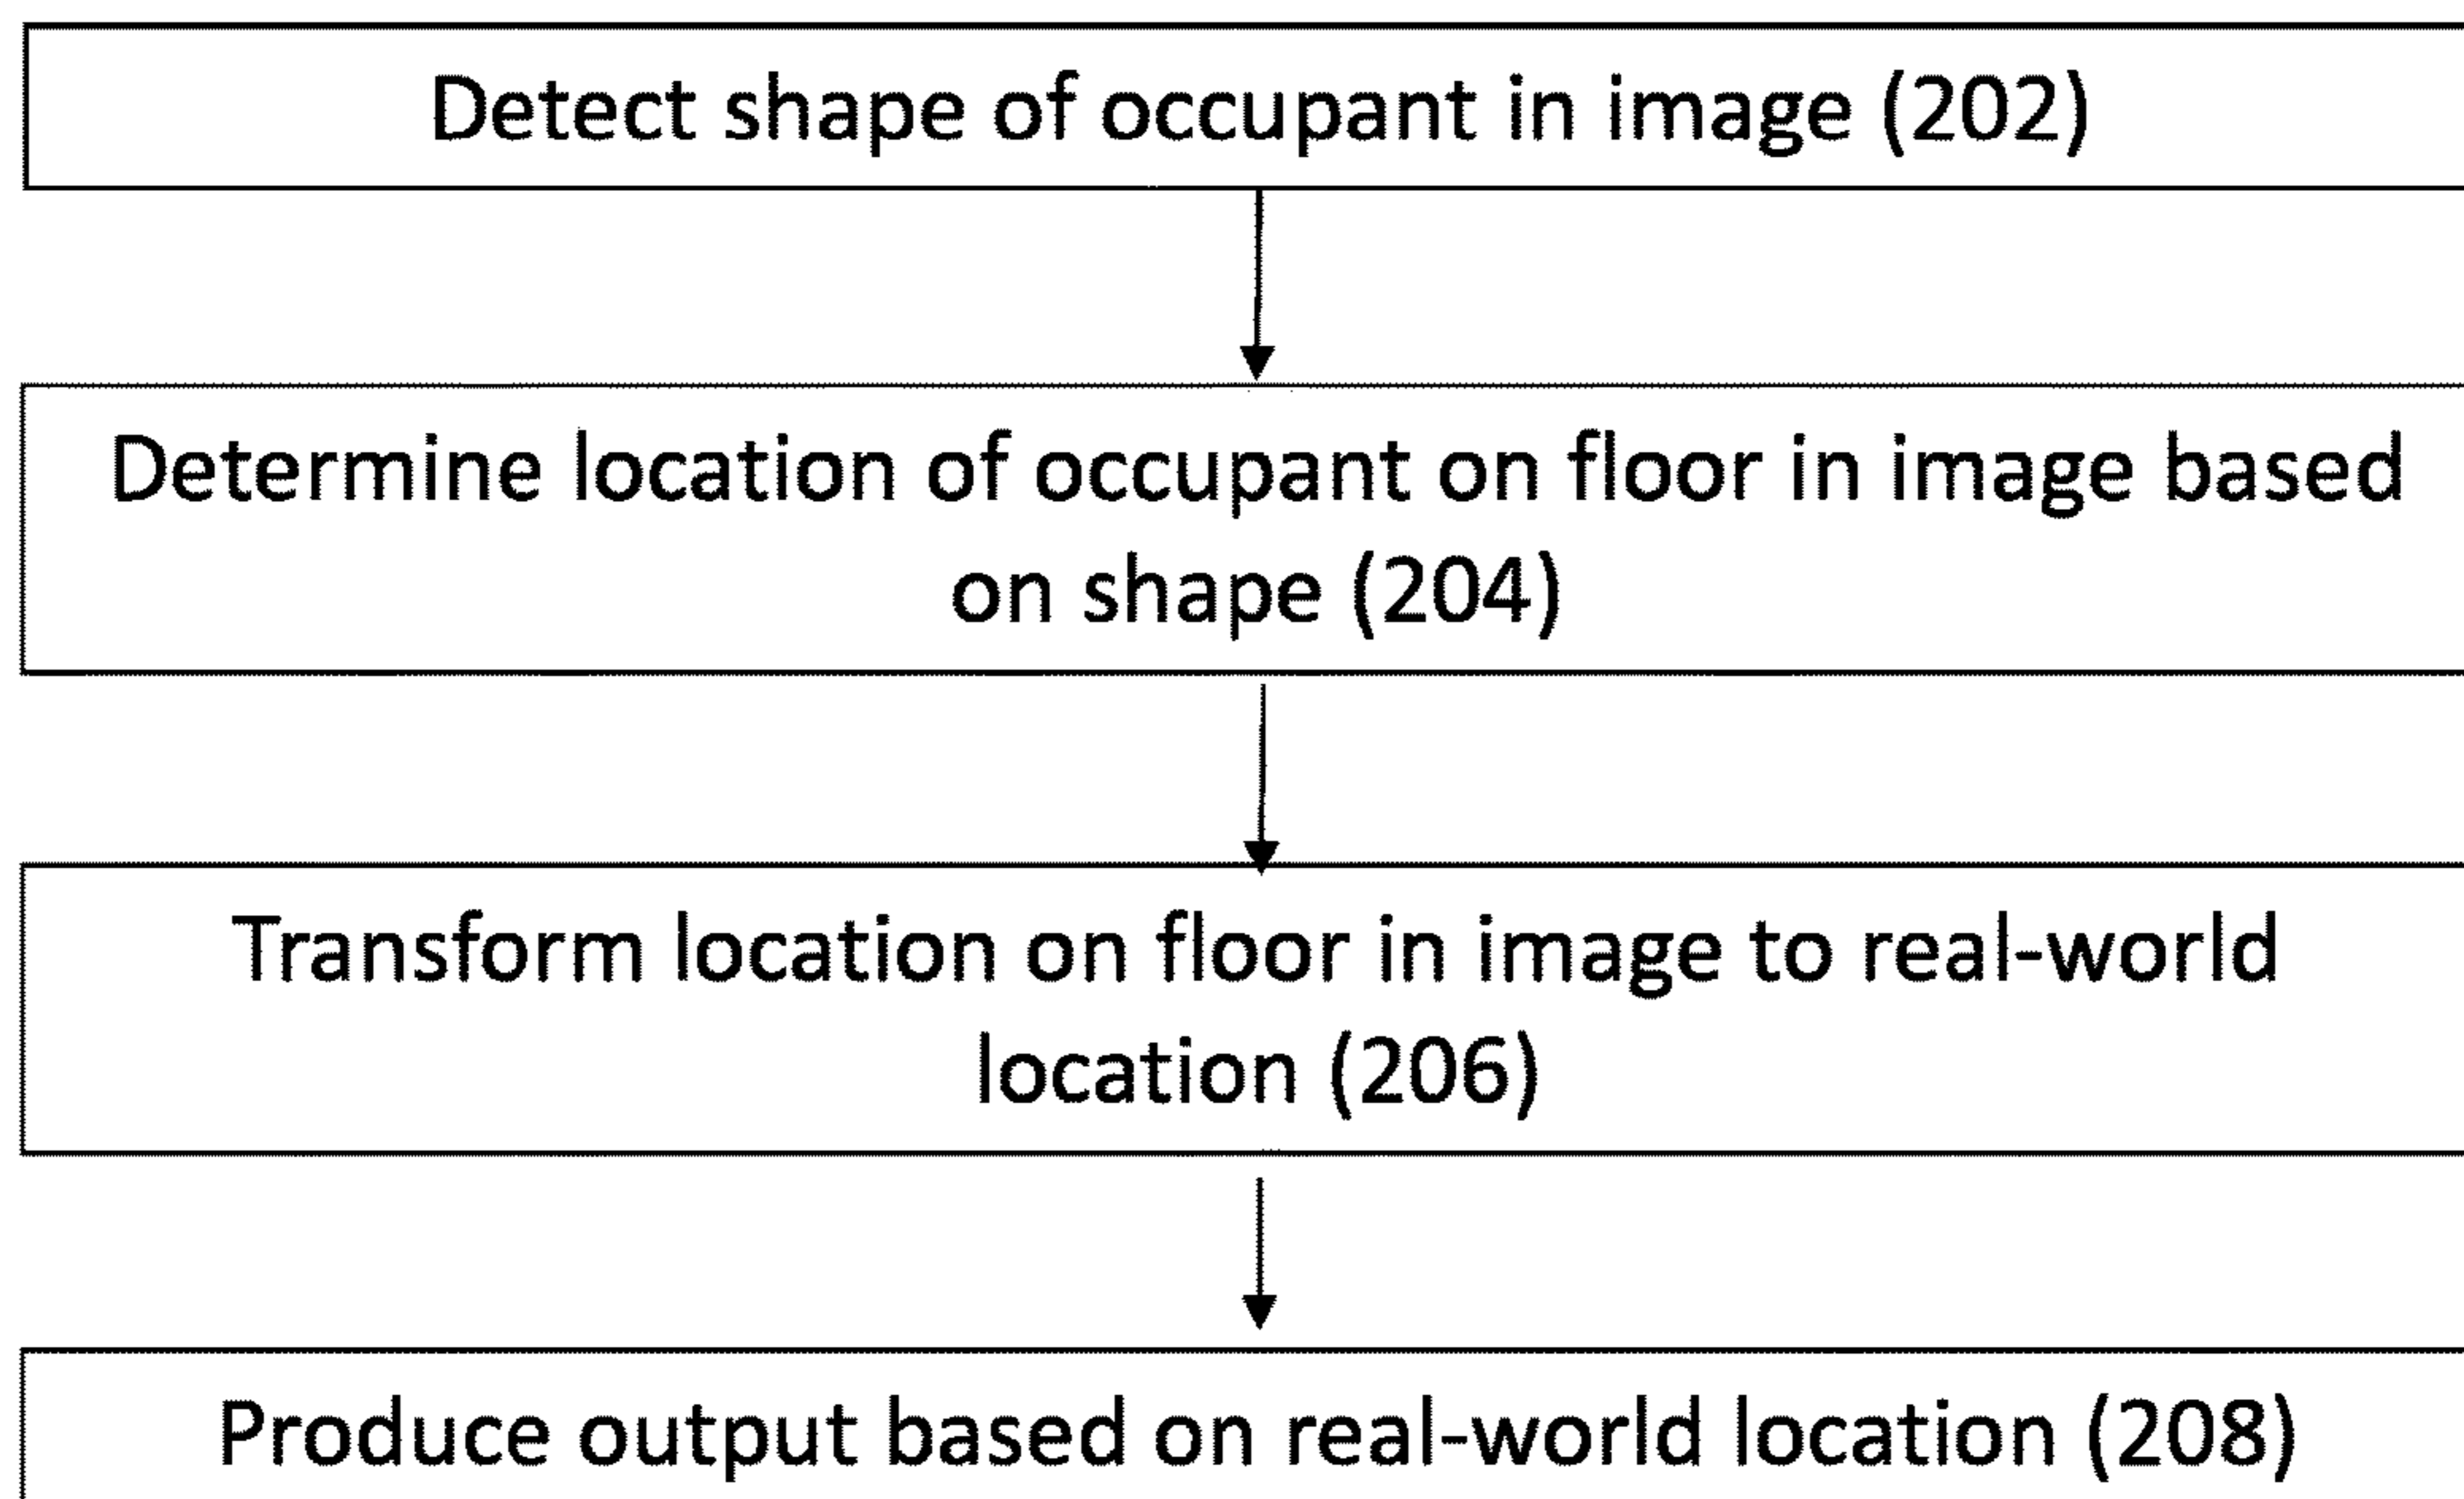 Detect shape of occupant in image (202)
Determine location of occupant on floor in image based
on shape (204)
Transform location on floor in image to real-world
location (206)
Produce output based on real-world location (208)